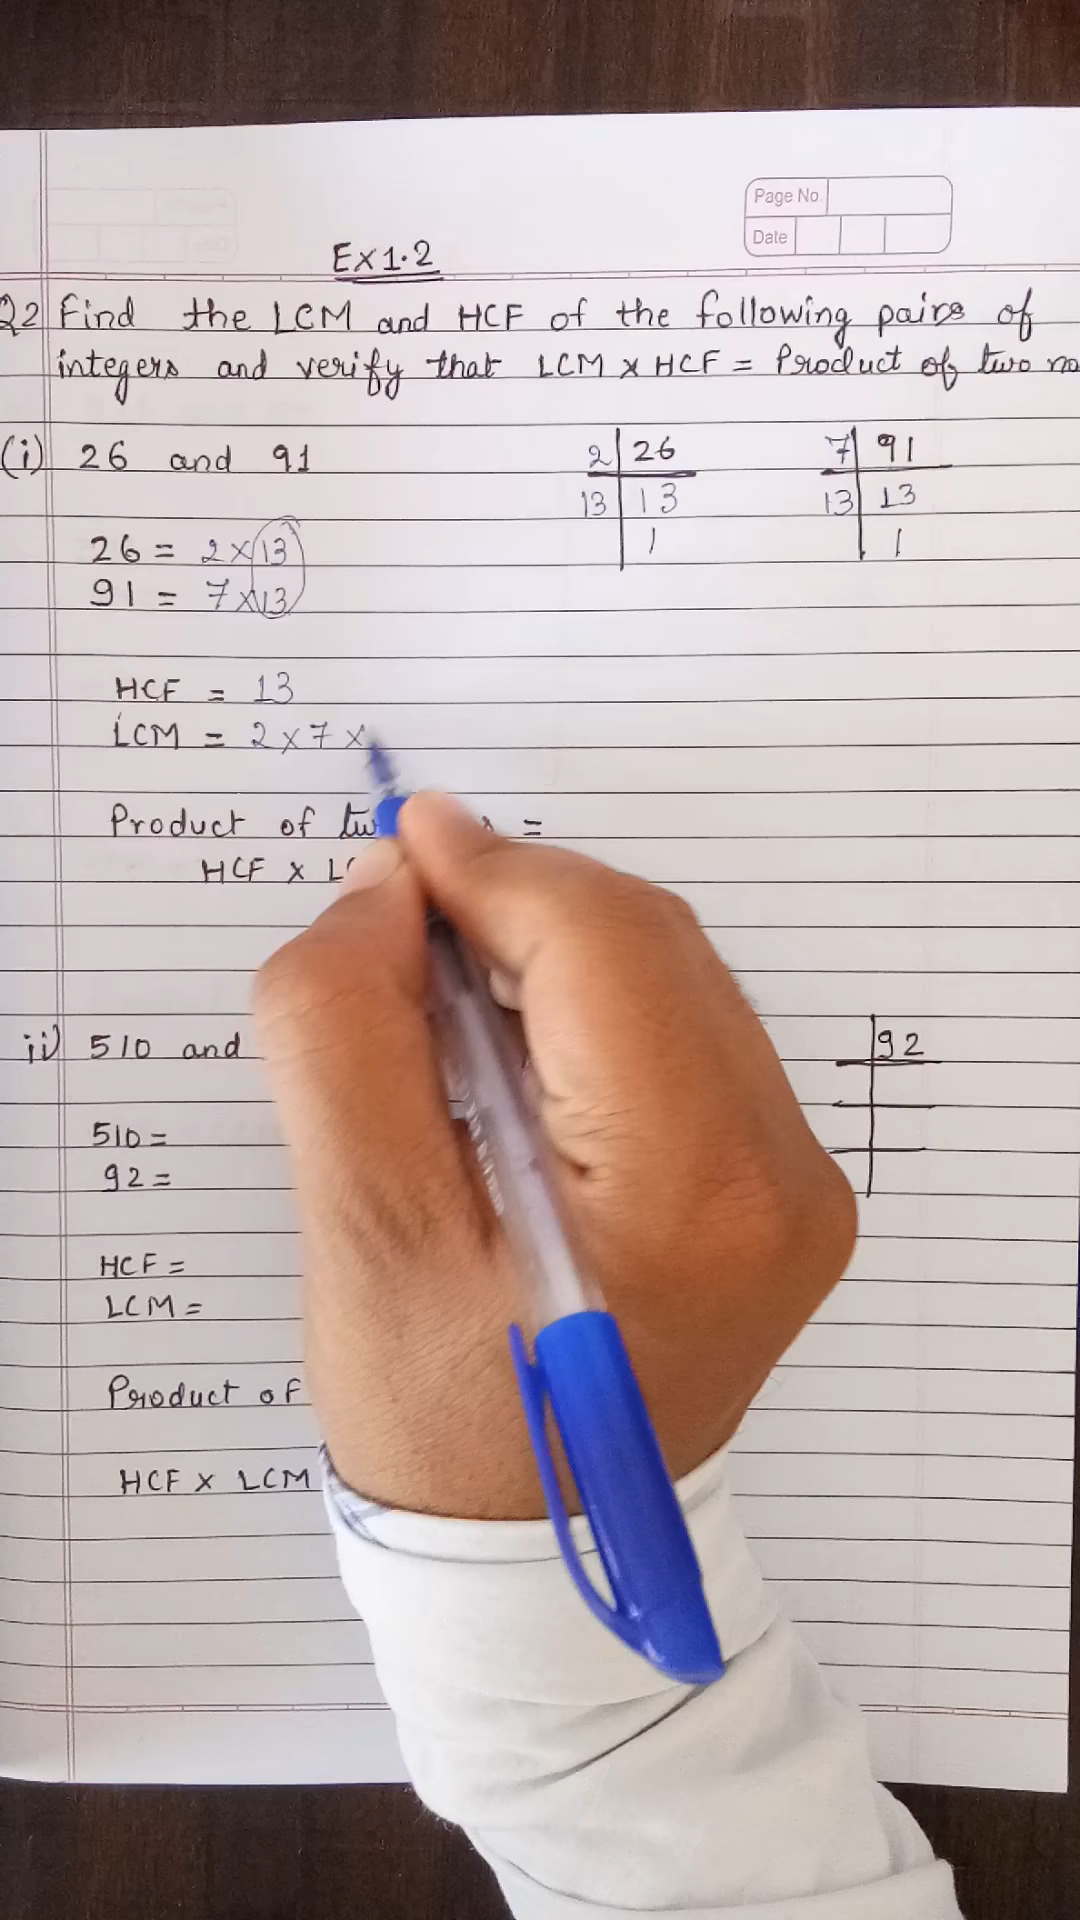 Page No.
Date
Ex1.2
Q2 Find the LCM and HCF of the following pairs of
integers and verify that LCM x HCF = Product of two no
(i) 26 and 91
2 26
13 13
1
7 91
13 13
1
26 = 2 x 13
91 = 7 x 13
HCF = 13
LCM = 2 x 7 x
Product of =
HCF x
ii) 510 and
92
510 =
92 =
HCF =
LCM =
Product of
HCF x LCM